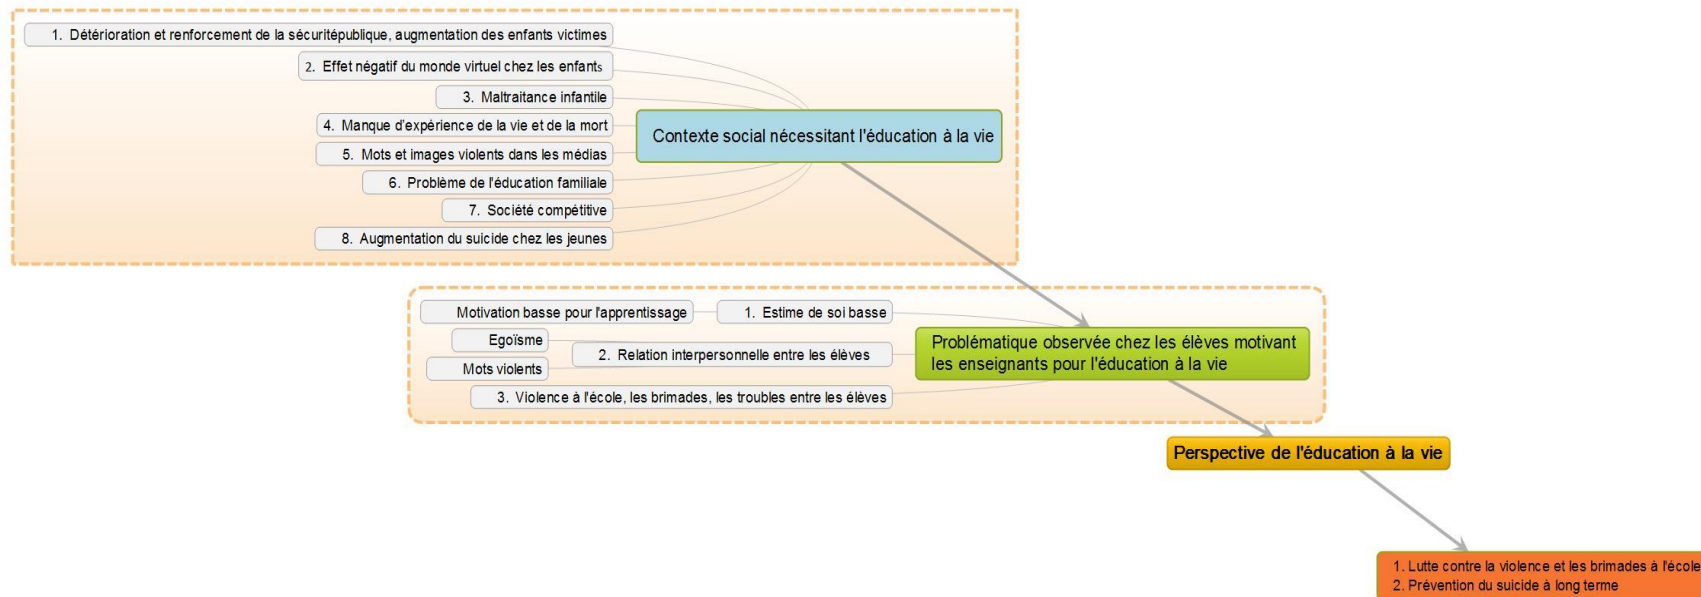 1. Détérioration et renforcement de la sécuritépublique, augmentation des enfants victimes
2. Effet négatif du monde virtuel chez les enfants
3. Maltraitance infantile
4. Manque d'expérience de la vie et de la mort
5. Mots et images violents dans les médias
6. Problème de l'éducation familiale
7. Société compétitive
8. Augmentation du suicide chez les jeunes
Contexte social nécessitant l'éducation à la vie
Motivation basse pour l'apprentissage
1. Estime de soi basse
Egoïsme
Mots violents
2. Relation interpersonnelle entre les élèves
3. Violence à l'école, les brimades, les troubles entre les élèves
Problématique observée chez les élèves motivant
les enseignants pour l'éducation à la vie
Perspective de l'éducation à la vie
1. Lutte contre la violence et les brimades à l'école
2. Prévention du suicide à long terme